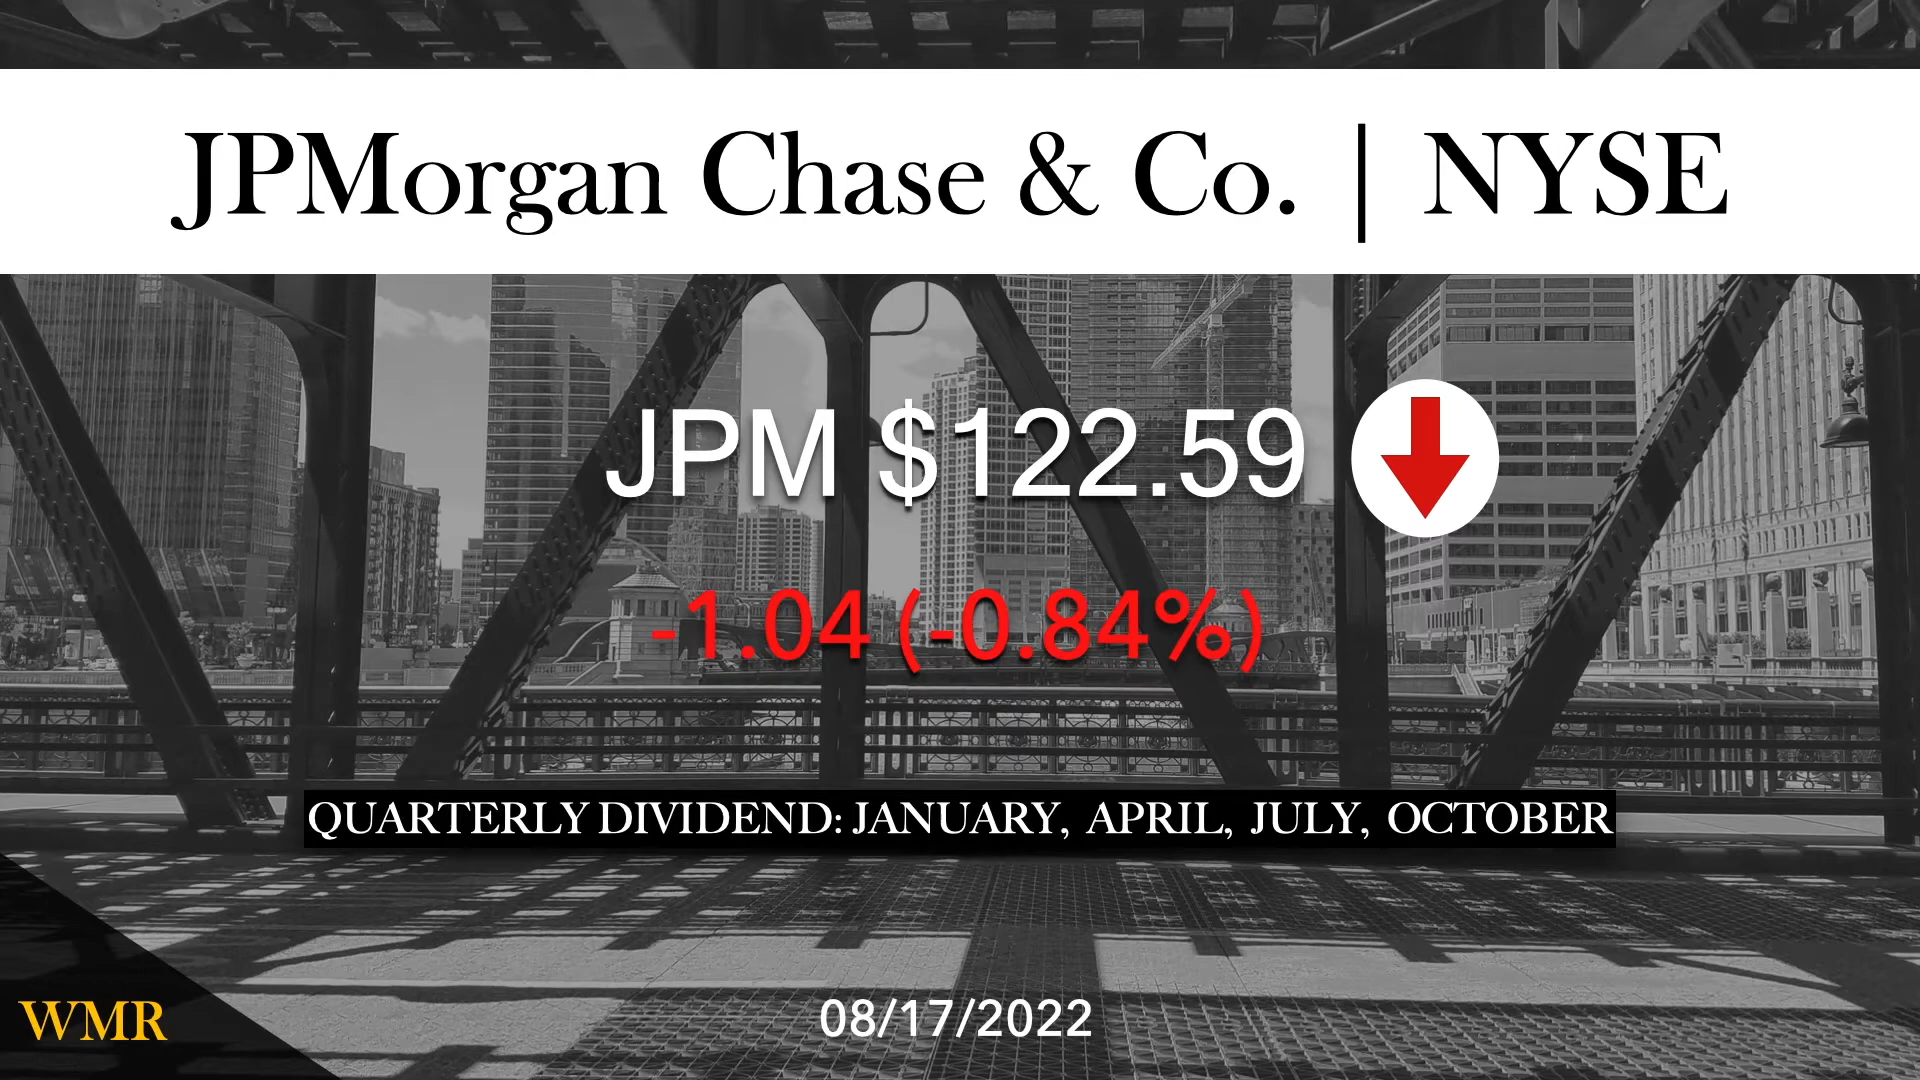 JPMorgan Chase & Co. | NYSE
JPM $122.59
-1.04 (-0.84%)
QUARTERLY DIVIDEND: JANUARY, APRIL, JULY, OCTOBER
WMR
08/17/2022